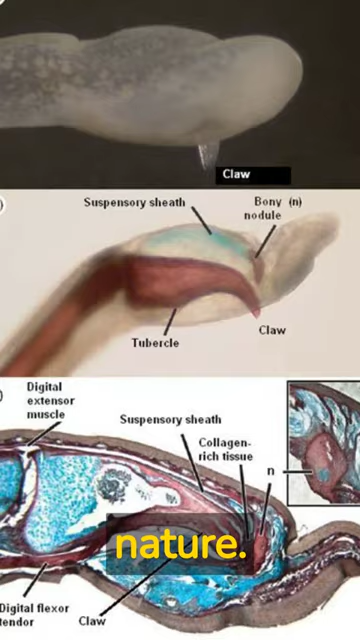 Claw
)
Suspensory sheath
Bony (n)
nodule
Tubercle
Claw
)
Digital
extensor
muscle
Suspensory sheath
Collagen-
rich tissue
n
nature.
Digital flexor
tendor
Claw